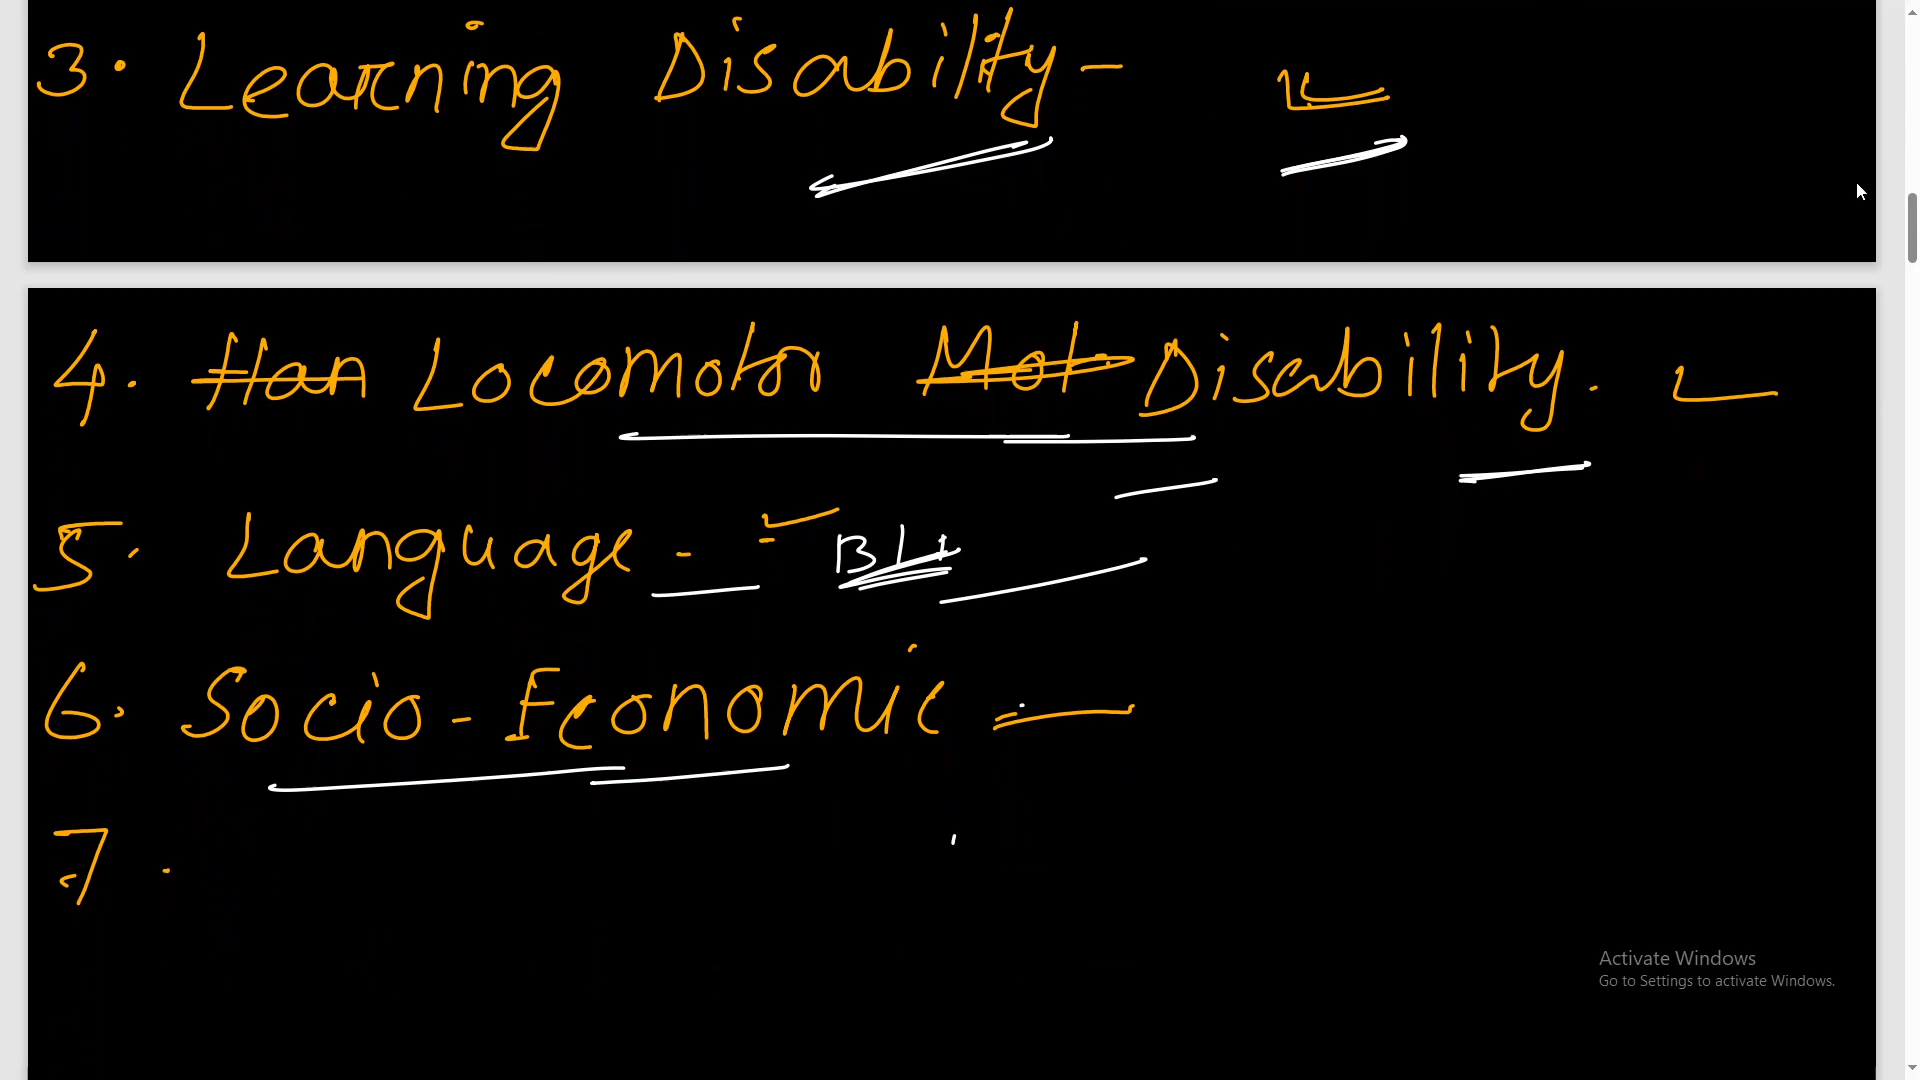 3. Learning Disability -
4. Han Locomotor Mot Disability.
5. Language -
6. Socio-Economic
7.
Activate Windows
Go to Settings to activate Windows.